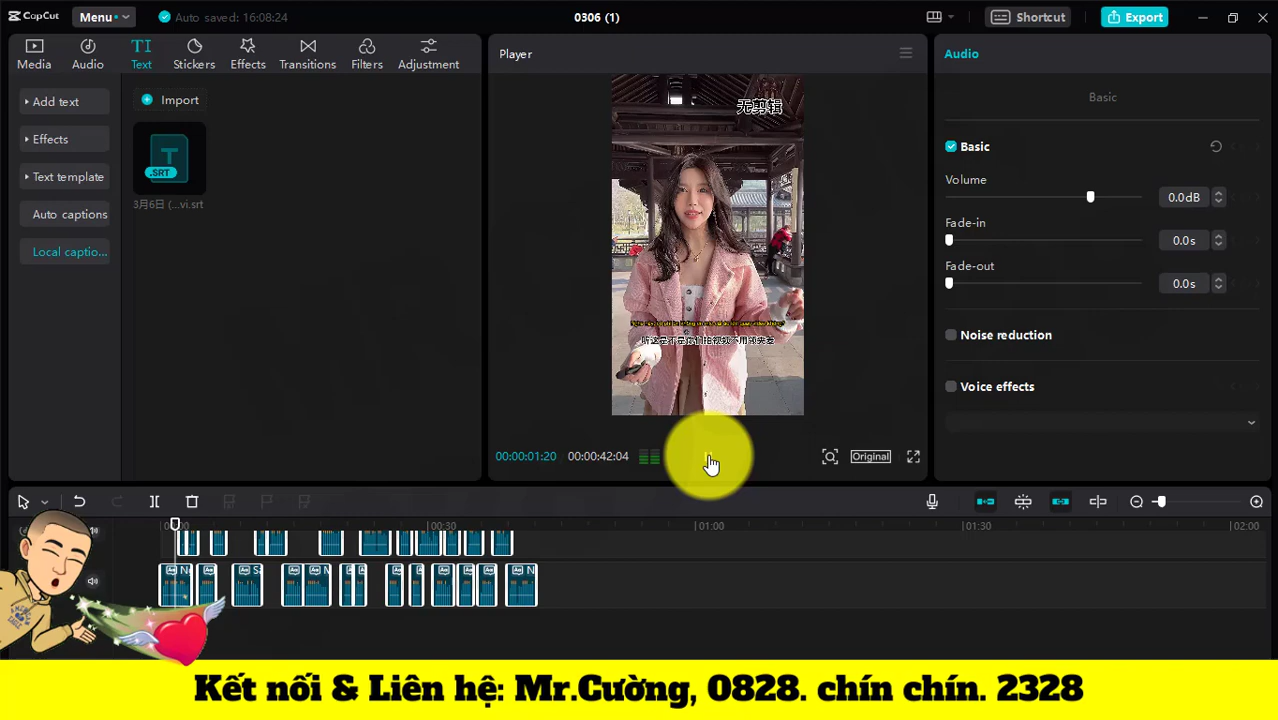 CapCut
Menu
Auto saved: 16:08:24
0306 (1)
Shortcut
Export
Media
Audio
TI
Text
Stickers
Effects
Transitions
Filters
Adjustment
Add text
Effects
Text template
Auto captions
Local captio...
Import
T
.SRT
3月6日 (...vi.srt
Player
无剪辑
00:00:01:20
00:00:42:04
Original
Audio
Basic
Basic
Volume
0.0dB
Fade-in
0.0s
Fade-out
0.0s
Noise reduction
Voice effects
00:00
00:30
01:00
01:30
02:00
Kết nối & Liên hệ: Mr.Cường, 0828. chín chín. 2328